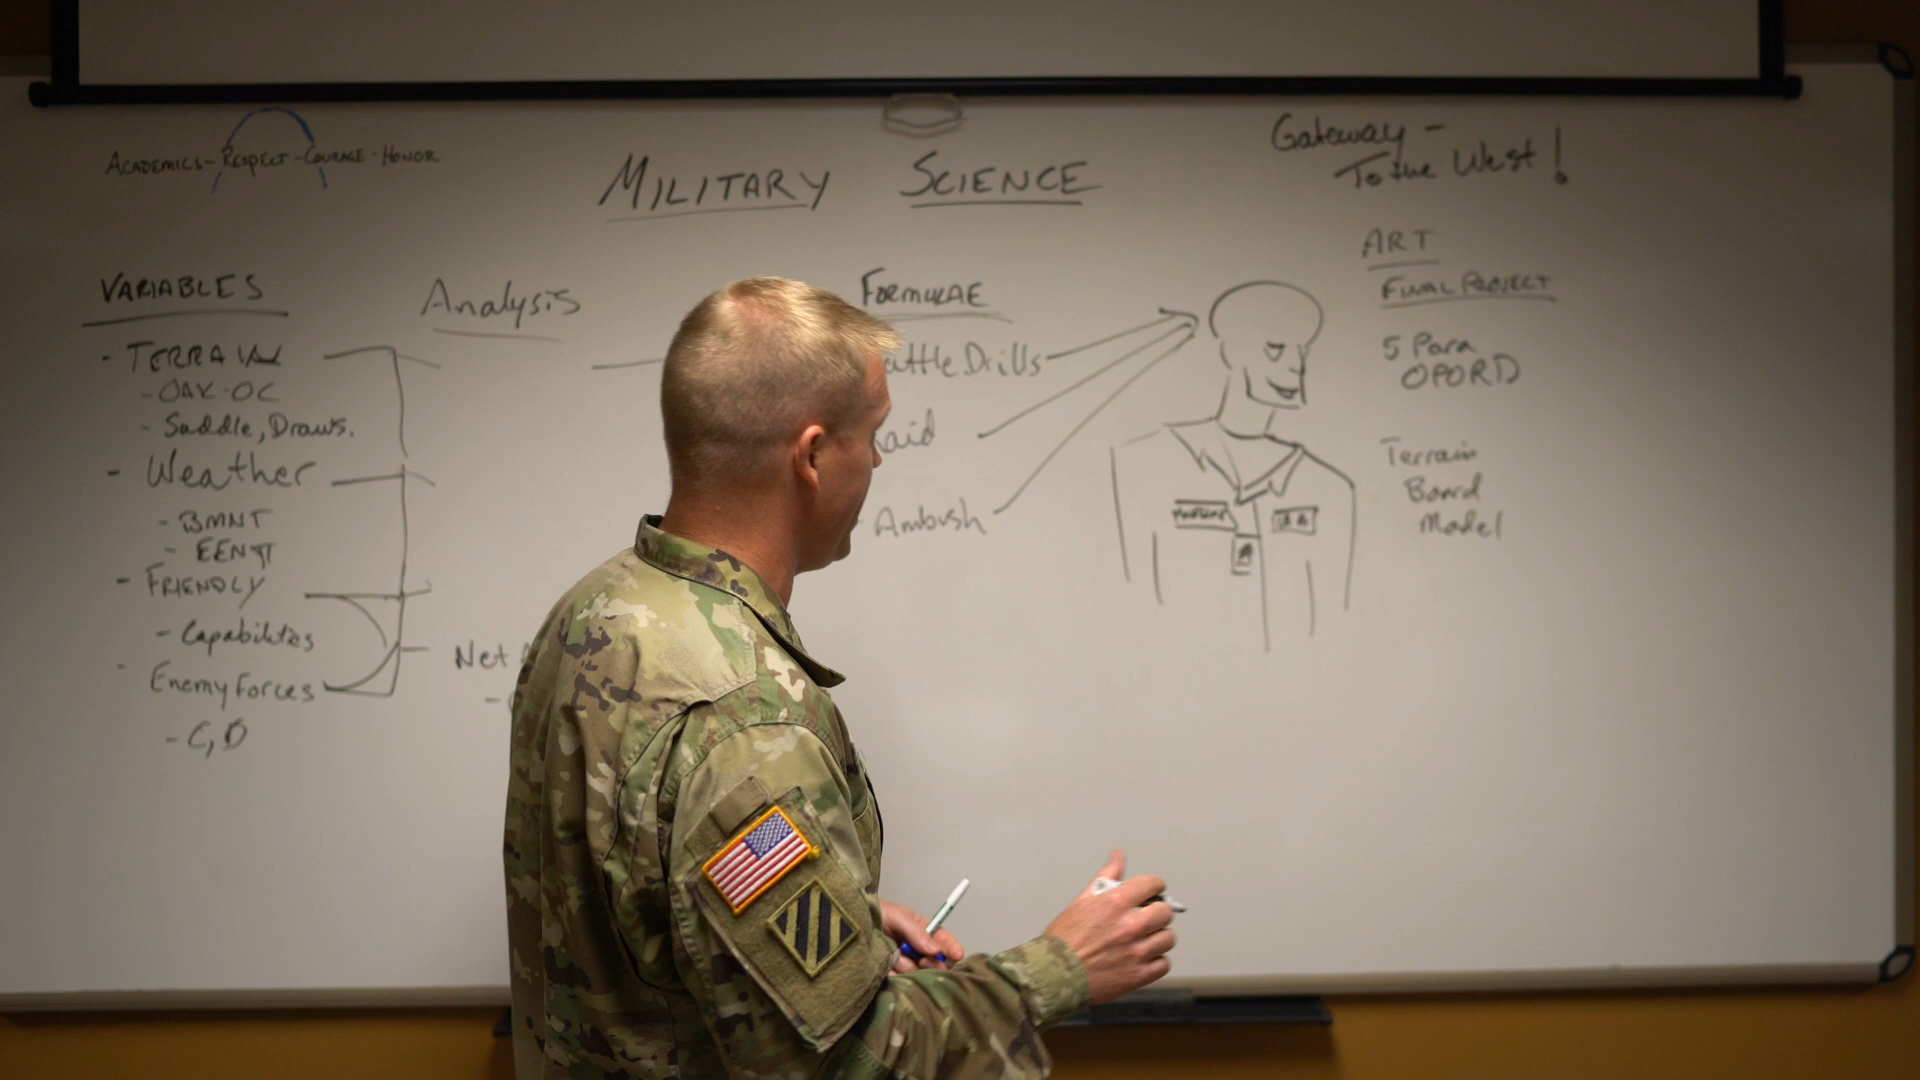 ACADEMICS - RESPECT - COURAGE - HONOR
MILITARY SCIENCE
Gateway -
To the West!
VARIABLES
- TERRAIN
- OAK-OC
- Saddle, Draws.
- Weather
- BMNT
- EENT
- FRIENDLY
- Capabilities
- Enemy Forces
- C, D
Analysis
Net
FORMULAE
attle Drills
aid
- Ambush
ART
FINAL PROJECT
5 Para
OPORD
Terrain
Board
Model